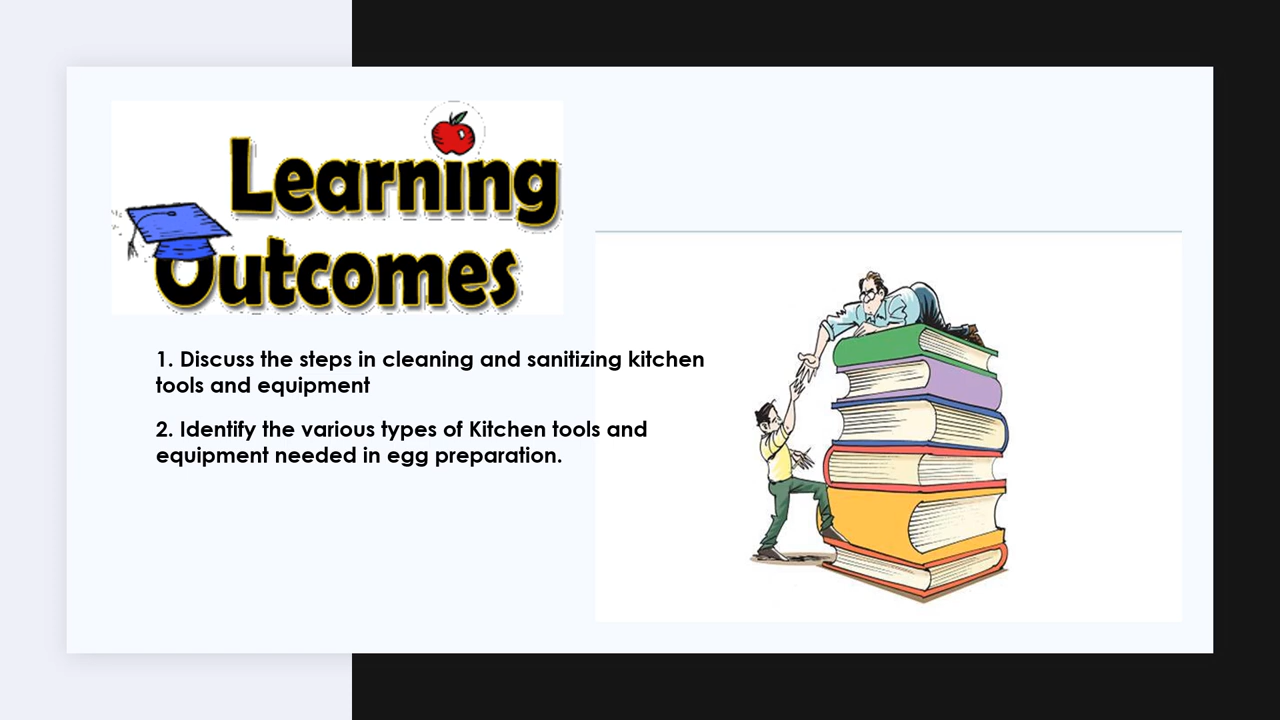 Learning
Outcomes
1. Discuss the steps in cleaning and sanitizing kitchen
tools and equipment
2. Identify the various types of Kitchen tools and
equipment needed in egg preparation.